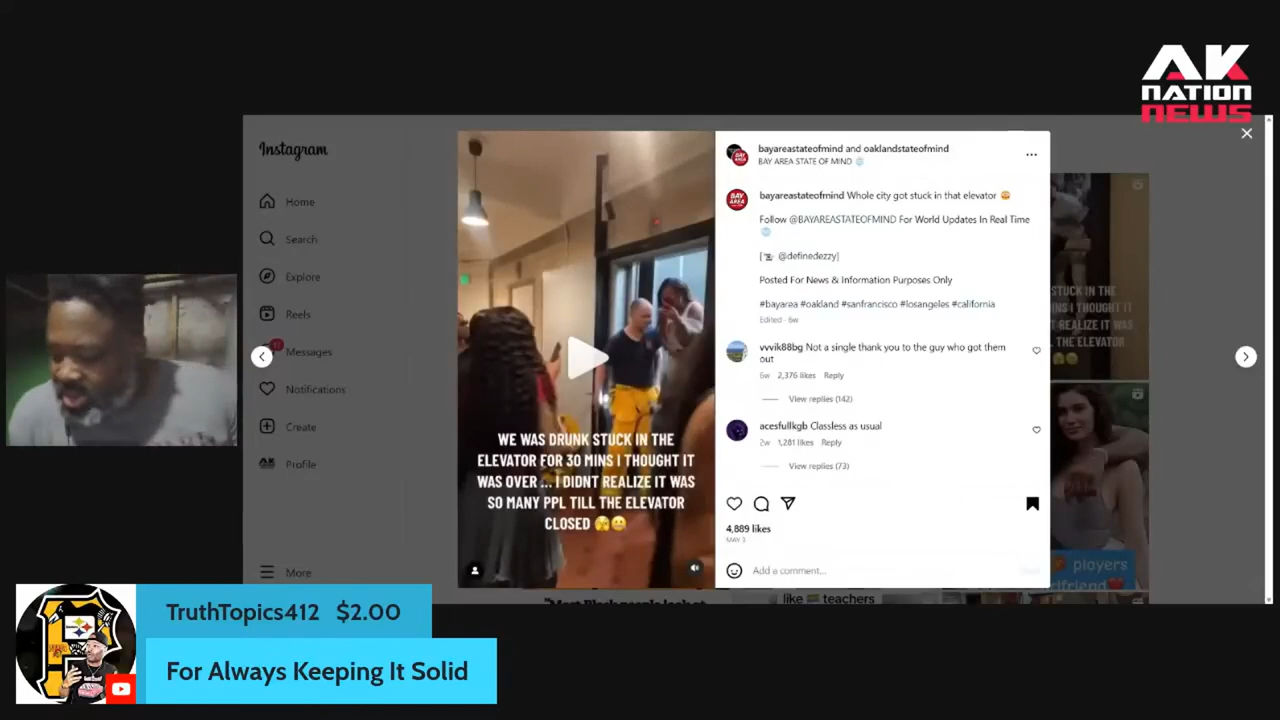 AK
NATION
NEWS
Instagram
Home
Search
Explore
Reels
Messages
Notifications
Create
Profile
More
WE WAS DRUNK STUCK IN THE
ELEVATOR FOR 30 MINS I THOUGHT IT
WAS OVER ... I DIDNT REALIZE IT WAS
SO MANY PPL TILL THE ELEVATOR
CLOSED
bayareastateofmind and oaklandstateofmind
BAY AREA STATE OF MIND
bayareastateofmind Whole city got stuck in that elevator
Follow @BAYAREASTATEOFMIND For World Updates In Real Time
@definedezzy]
Posted For News & Information Purposes Only
#bayarea #oakland #sanfrancisco #losangeles #california
Edited · 6w
vvvik88bg Not a single thank you to the guy who got them
out
6w 2,376 likes Reply
View replies (142)
acesfullkgb Classless as usual
2w 1,281 likes Reply
View replies (73)
4,889 likes
MAY 3
Add a comment...
STUCK IN THE
INS I THOUGHT IT
REALIZE IT WAS
THE ELEVATOR
players
like teachers
TruthTopics412 $2.00
For Always Keeping It Solid